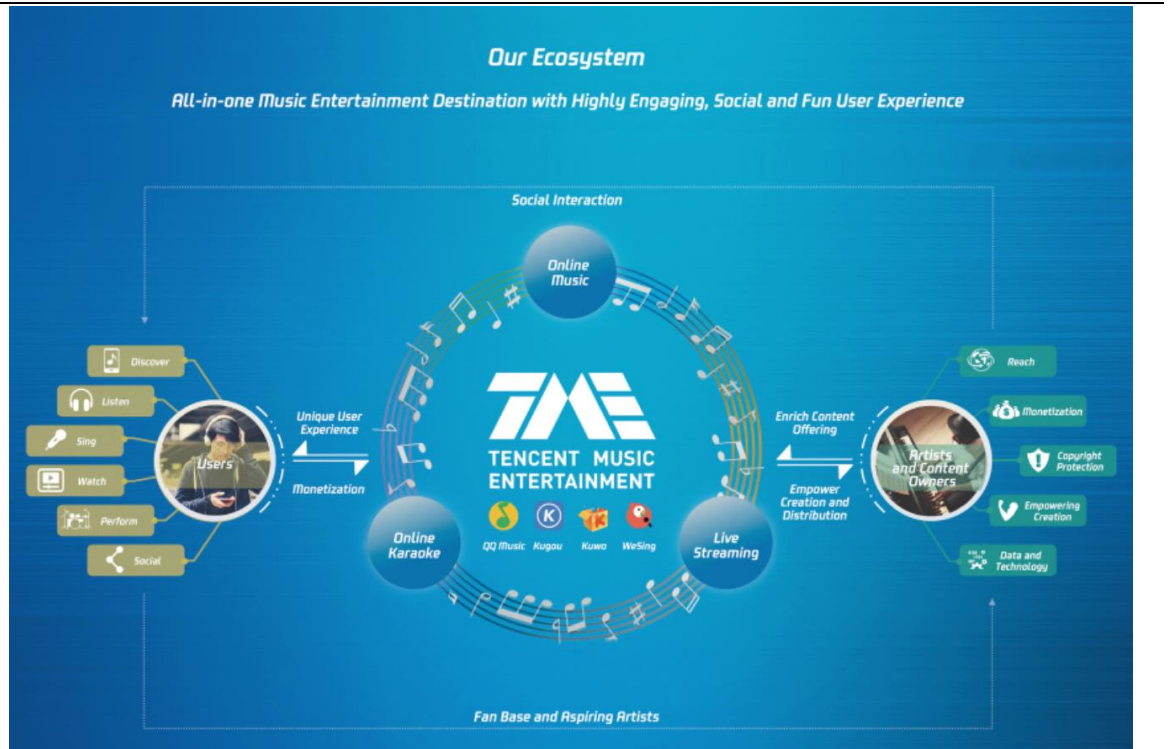 Our Ecosystem
All-in-one Music Entertainment Destination with Highly Engaging, Social and Fun User Experience
Social Interaction
Online
Music
Discover
Listen
Sing
Watch
Perform
Social
Users
Unique User
Experience
Monetization
TME
TENCENT MUSIC
ENTERTAINMENT
QQ Music
Kugou
Kuwo
WeSing
Online
Karaoke
Live
Streaming
Enrich Content
Offering
Empower
Creation and
Distribution
Artists
and Content
Owners
Reach
Monetization
Copyright
Protection
Empowering
Creation
Data and
Technology
Fan Base and Aspiring Artists